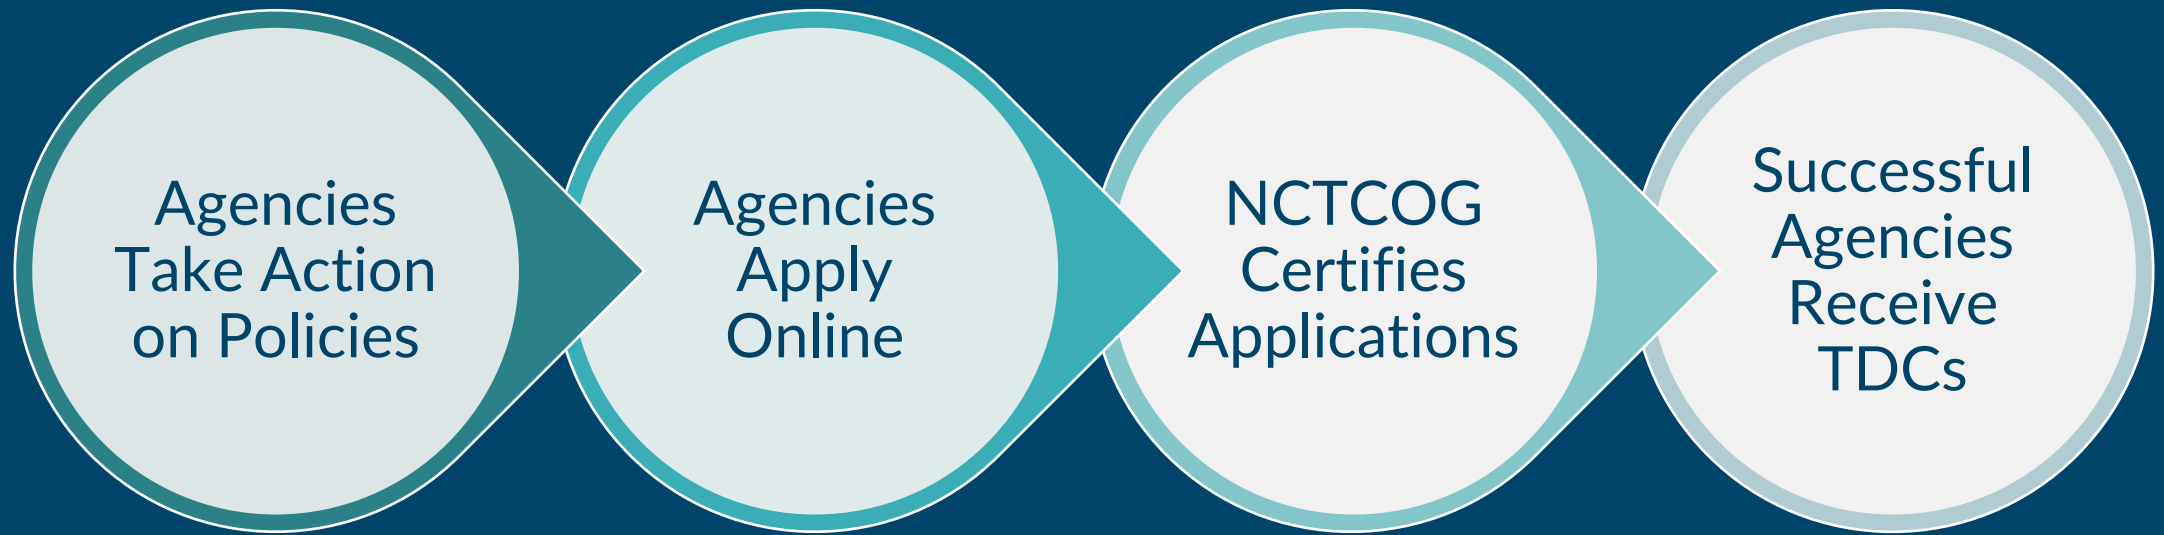 Agencies
Take Action
on Policies
Agencies
Apply
Online
NCTCOG
Certifies
Applications
Successful
Agencies
Receive
TDCs